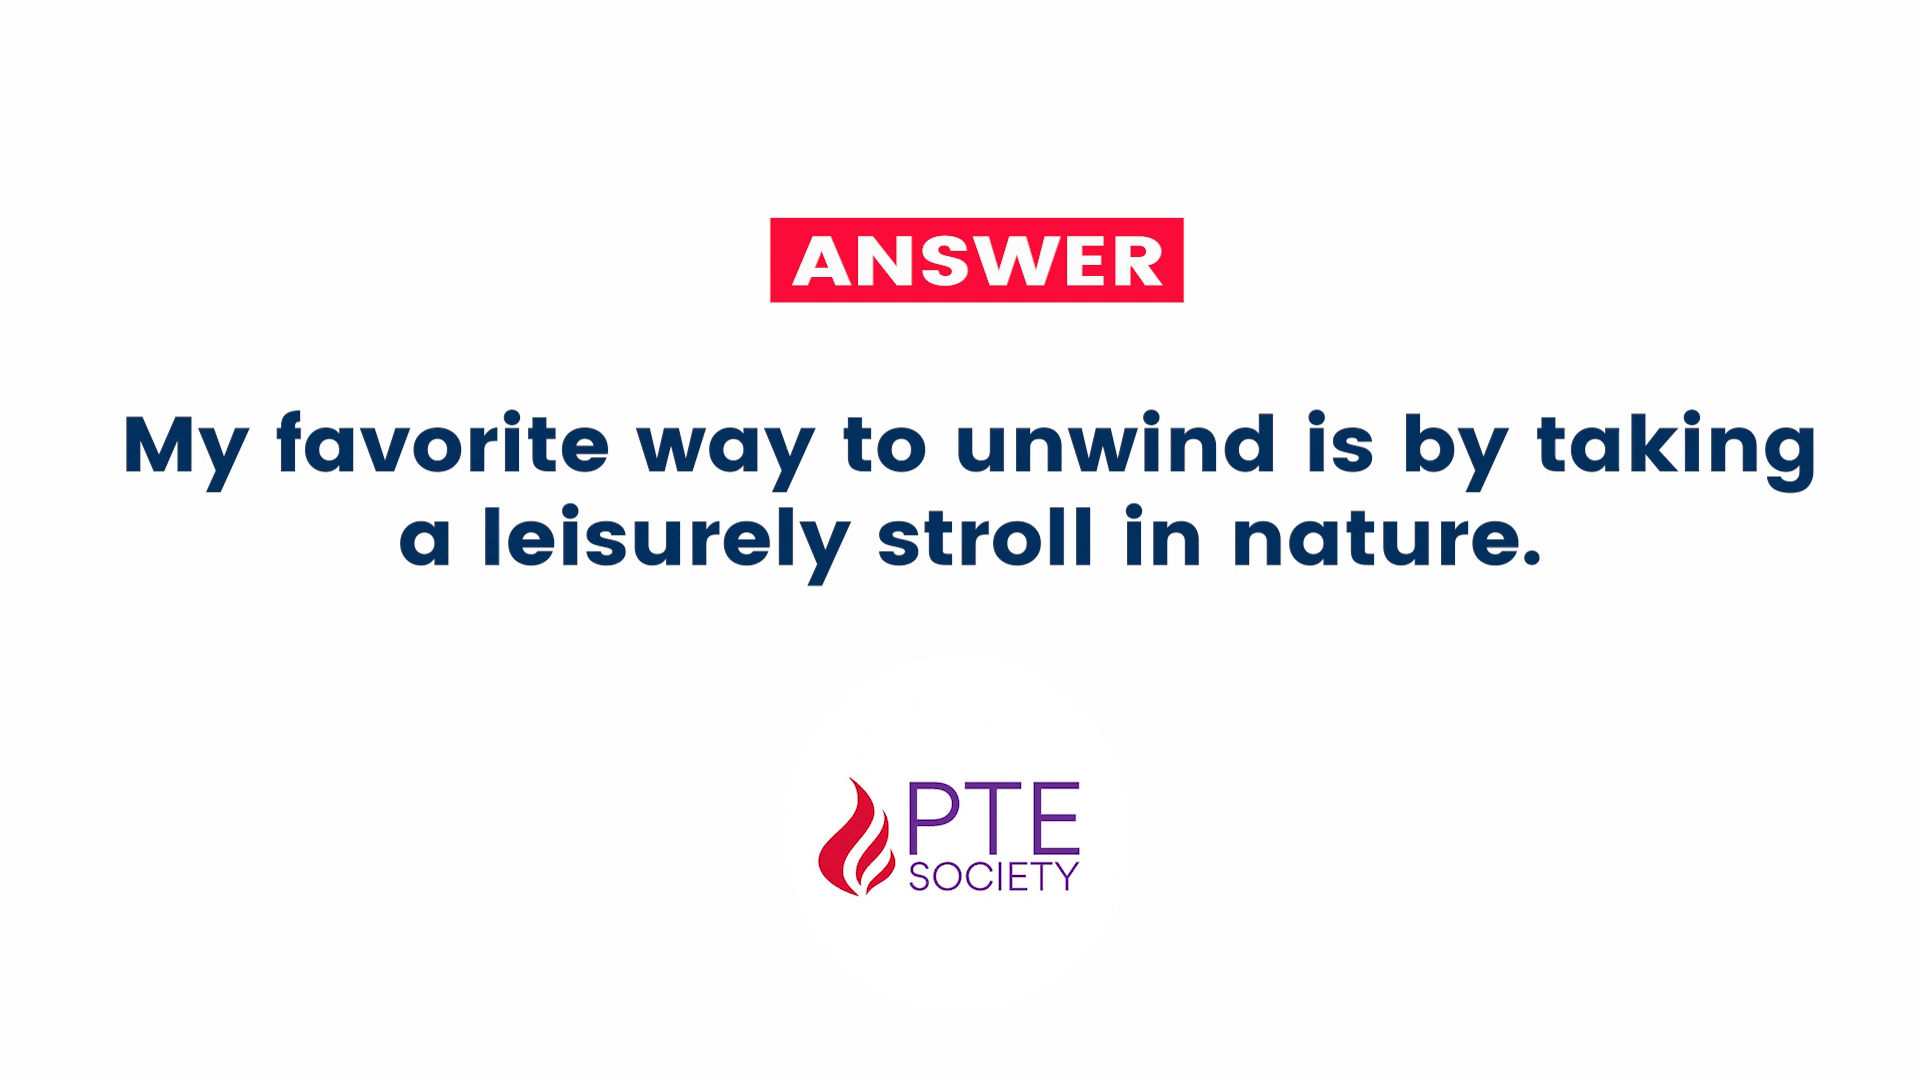 ANSWER
My favorite way to unwind is by taking
a leisurely stroll in nature.
PTE
SOCIETY